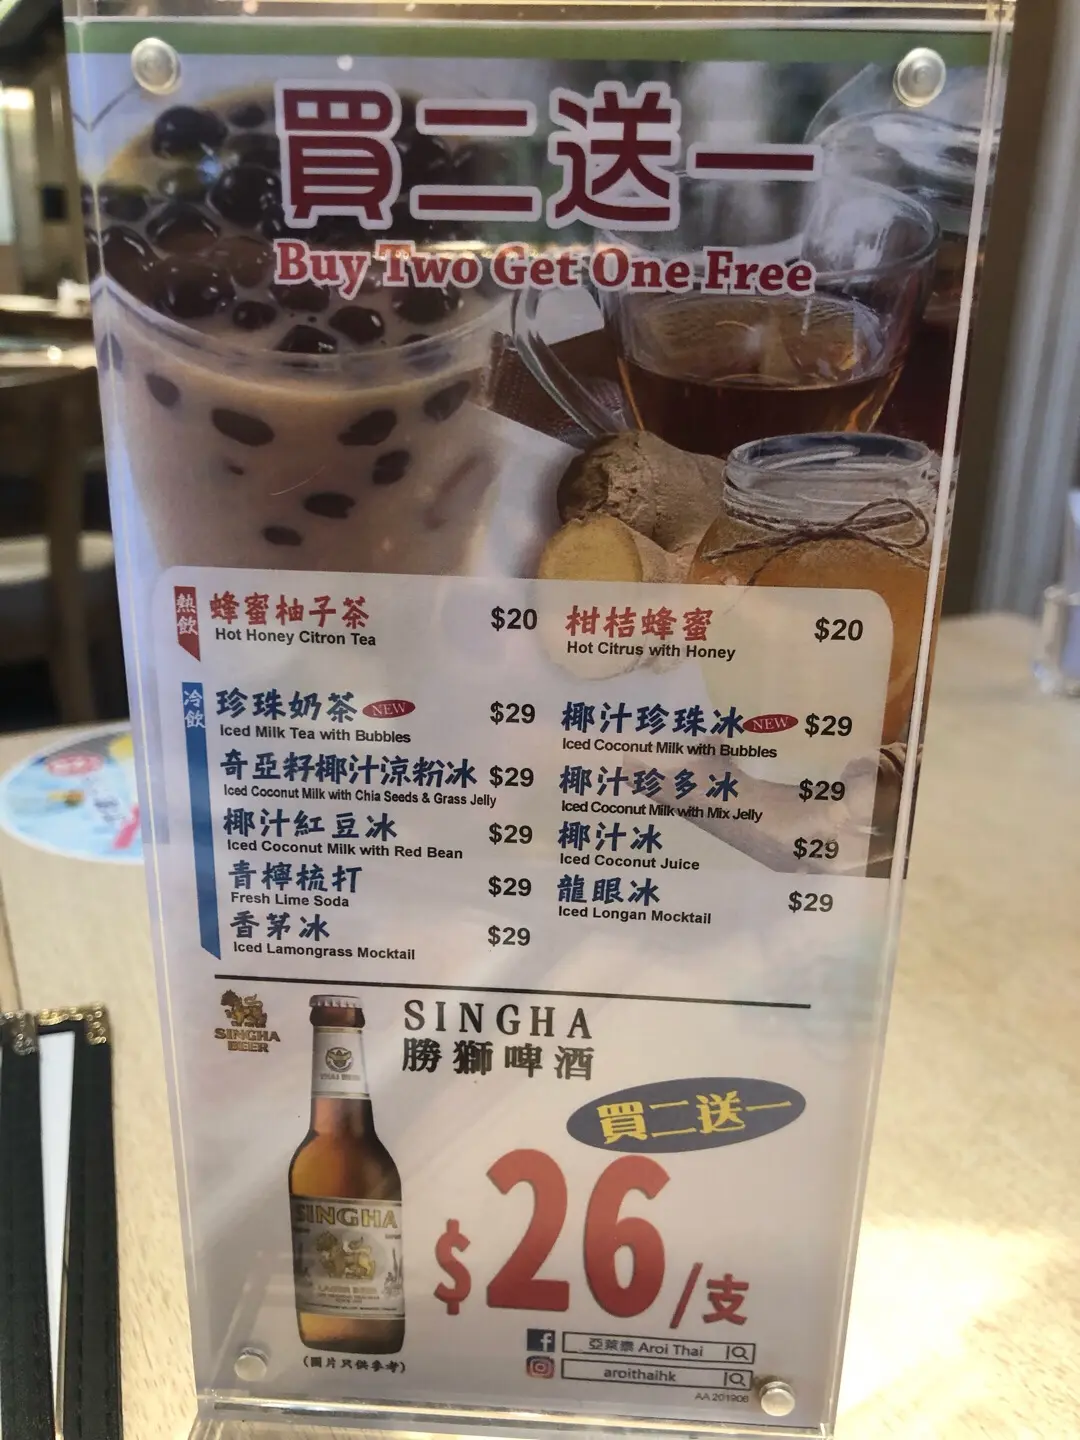 買二送一
Buy Two Get One Free
熱飲
蜂蜜柚子茶 $20
Hot Honey Citron Tea
柑桔蜂蜜 $20
Hot Citrus with Honey
冷飲
珍珠奶茶 NEW $29
Iced Milk Tea with Bubbles
椰汁珍珠冰 NEW $29
Iced Coconut Milk with Bubbles
奇亞籽椰汁涼粉冰 $29
Iced Coconut Milk with Chia Seeds & Grass Jelly
椰汁珍多冰 $29
Iced Coconut Milk with Mix Jelly
椰汁紅豆冰 $29
Iced Coconut Milk with Red Bean
椰汁冰 $29
Iced Coconut Juice
青檸梳打 $29
Fresh Lime Soda
龍眼冰 $29
Iced Longan Mocktail
香茅冰 $29
Iced Lamongrass Mocktail
SINGHA
BEER
SINGHA
勝獅啤酒
買二送一
SINGHA
$26/支
(圖片只供參考)
亞萊泰 Aroi Thai
aroithaihk
AA 201906